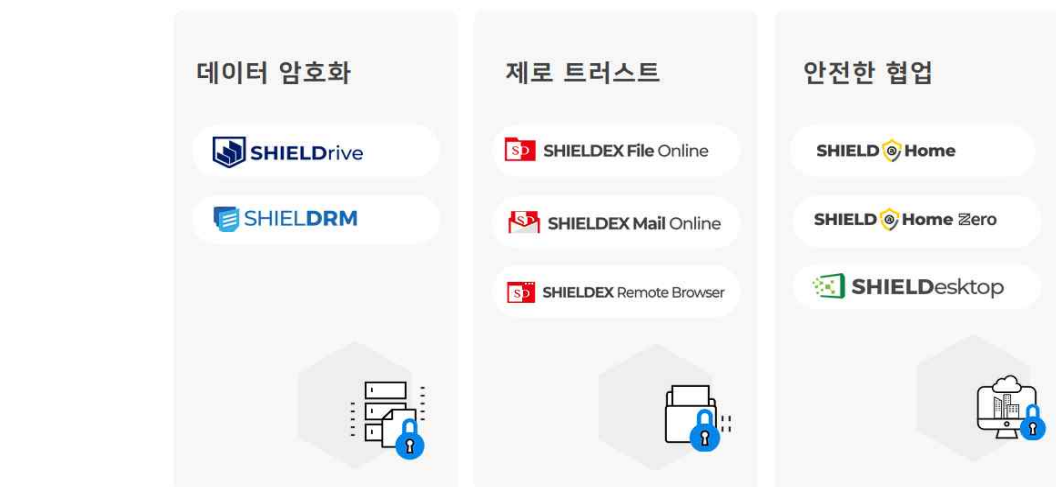 데이터 암호화
SHIELDrive
SHIELDRM
제로 트러스트
SHIELDEX File Online
SHIELDEX Mail Online
SHIELDEX Remote Browser
안전한 협업
SHIELD@Home
SHIELD@Home Zero
SHIELDesktop